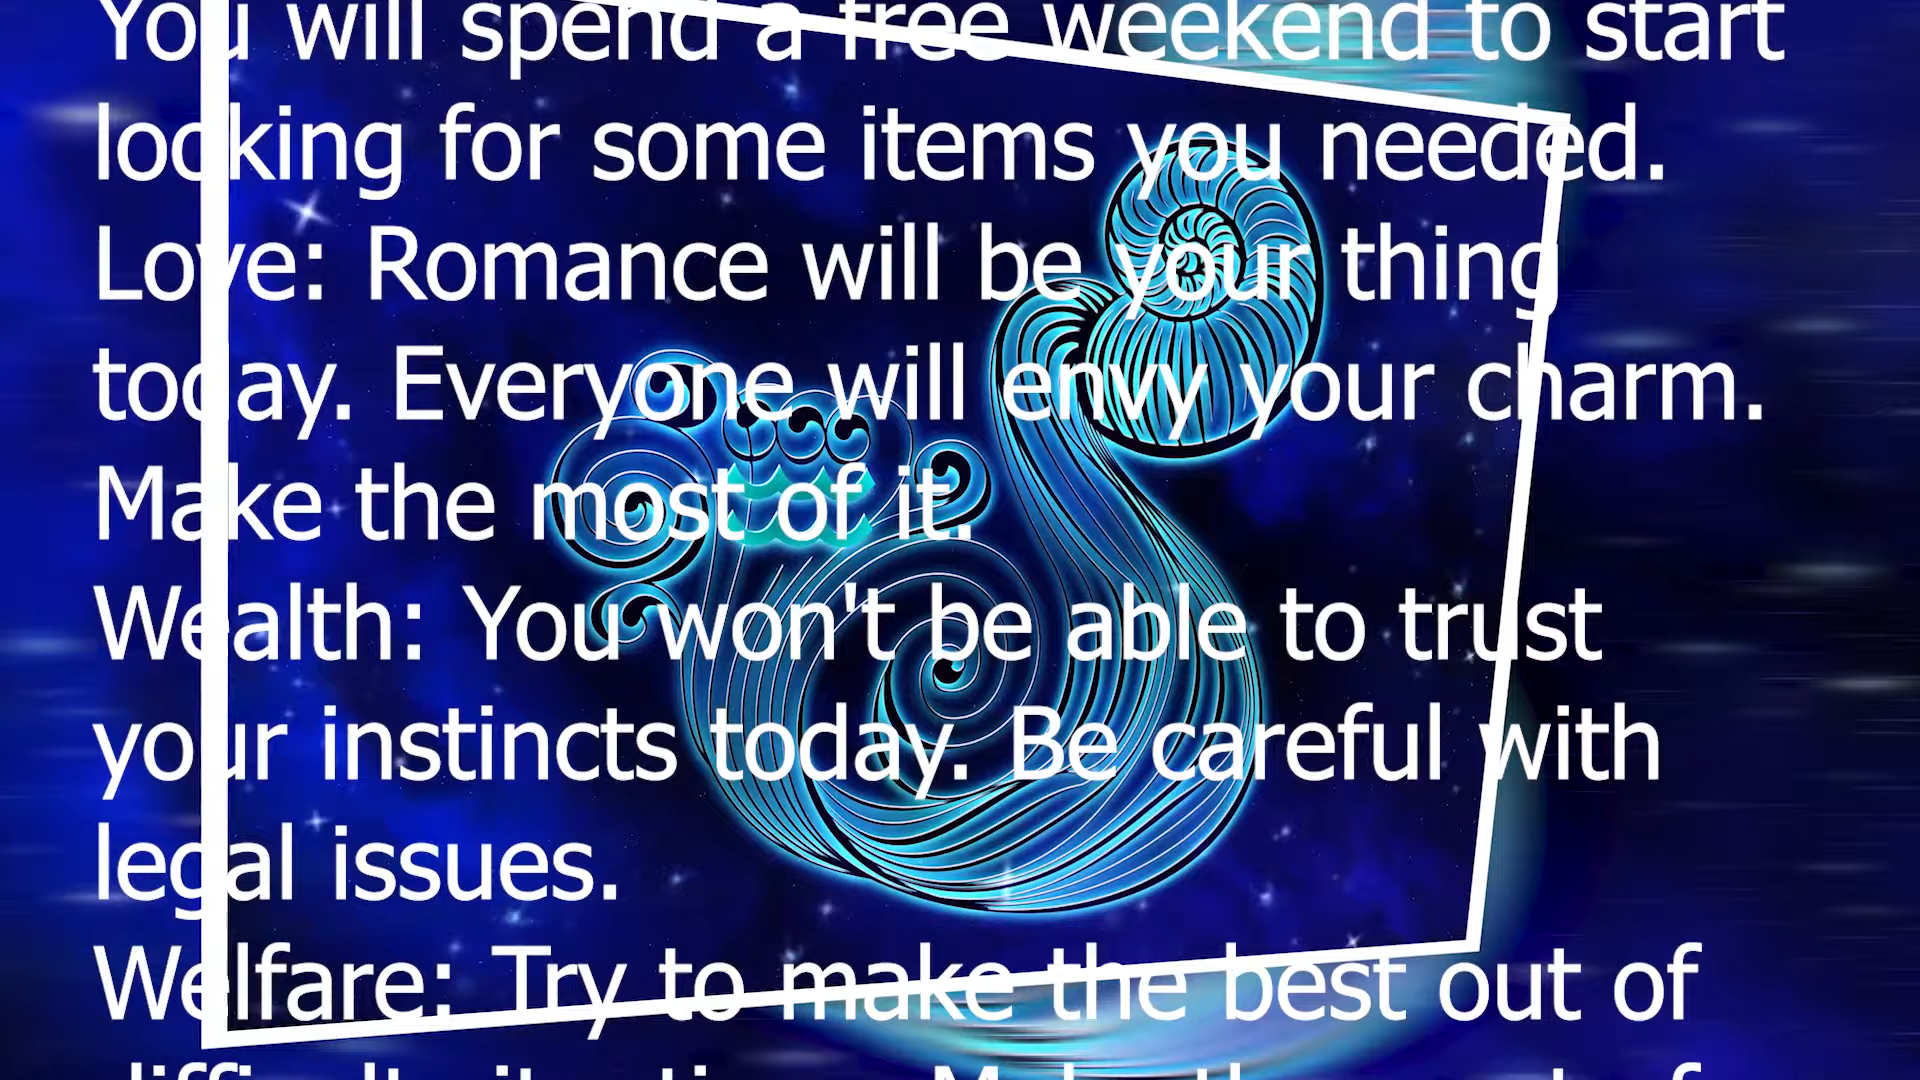 You will spend a free weekend to start
looking for some items you needed.
Love: Romance will be your thing
today. Everyone will envy your charm.
Make the most of it.
Wealth: You won't be able to trust
your instincts today. Be careful with
legal issues.
Welfare: Try to make the best out of